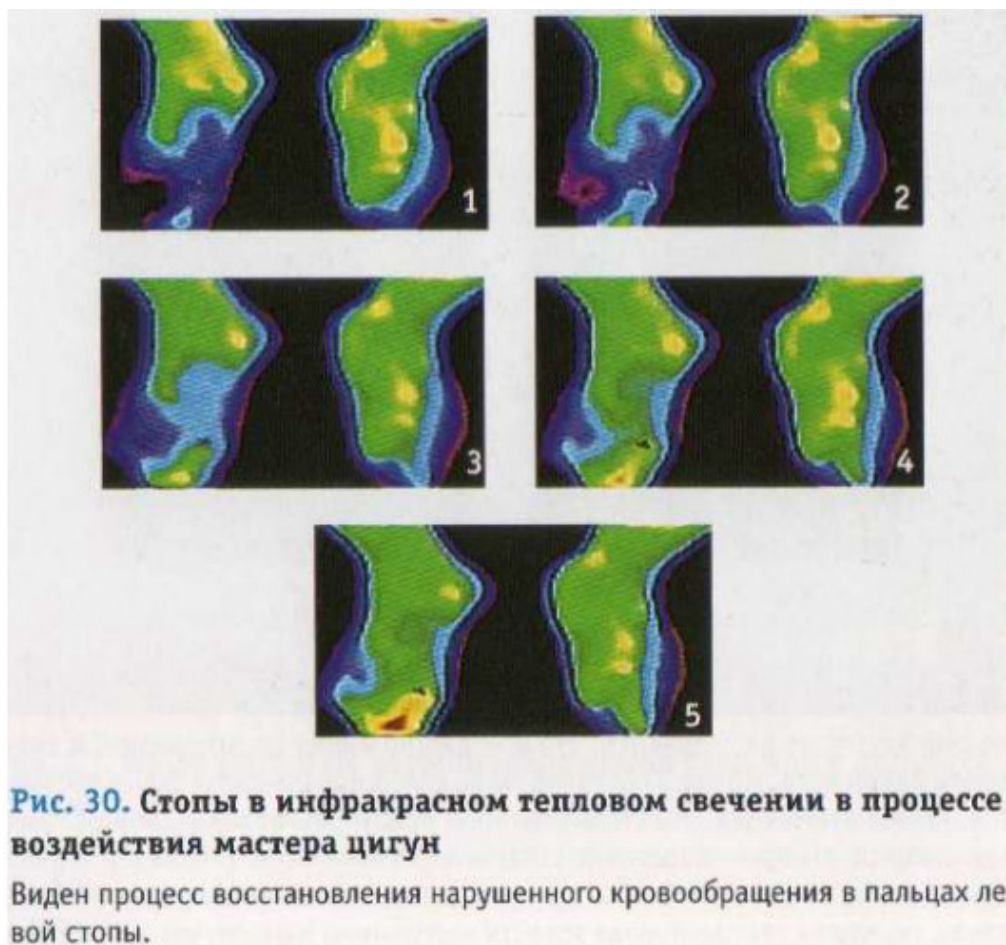 1
2
3
4
5
Рис. 30. Стопы в инфракрасном тепловом свечении в процессе
воздействия мастера цигун
Виден процесс восстановления нарушенного кровообращения в пальцах ле-
вой стопы.